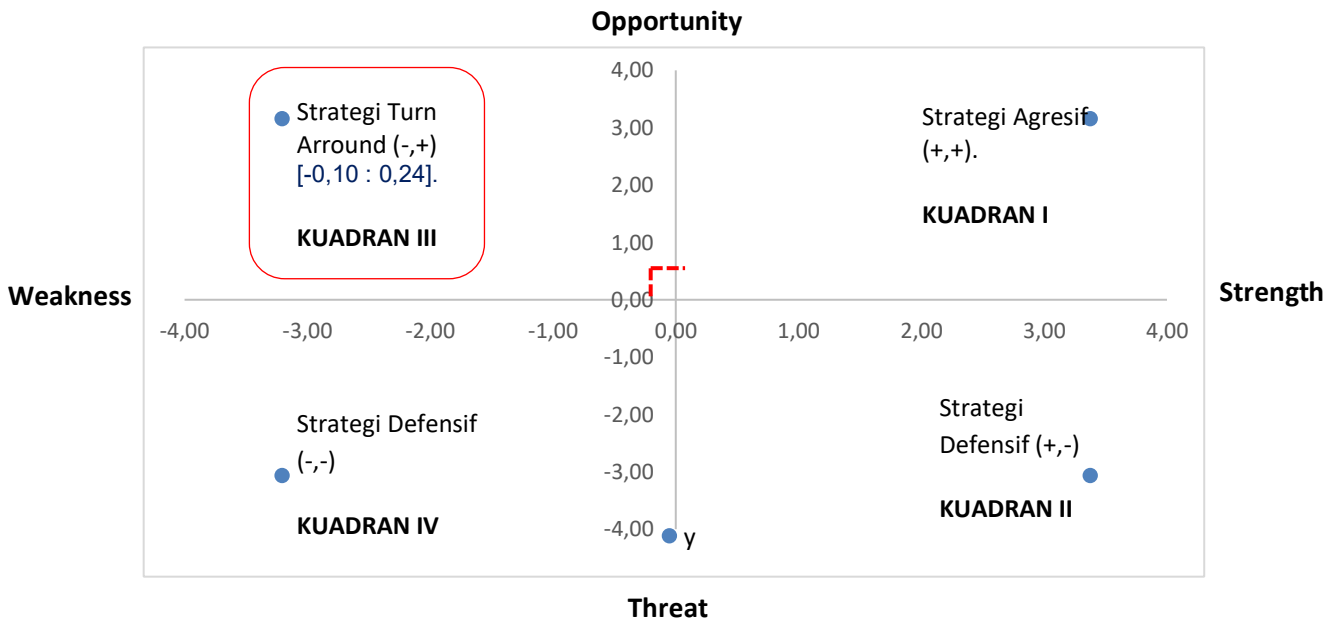 Opportunity
4,00
3,00
2,00
1,00
0,00
-1,00
-2,00
-3,00
-4,00
Strategi Turn
Arround (-,+)
[-0,10 : 0,24].
KUADRAN III
Strategi Agresif
(+,+).
KUADRAN I
Weakness
Strength
-4,00 -3,00 -2,00 -1,00 0,00 1,00 2,00 3,00 4,00
Strategi Defensif
(-,-)
KUADRAN IV
Strategi
Defensif (+,-)
KUADRAN II
y
Threat